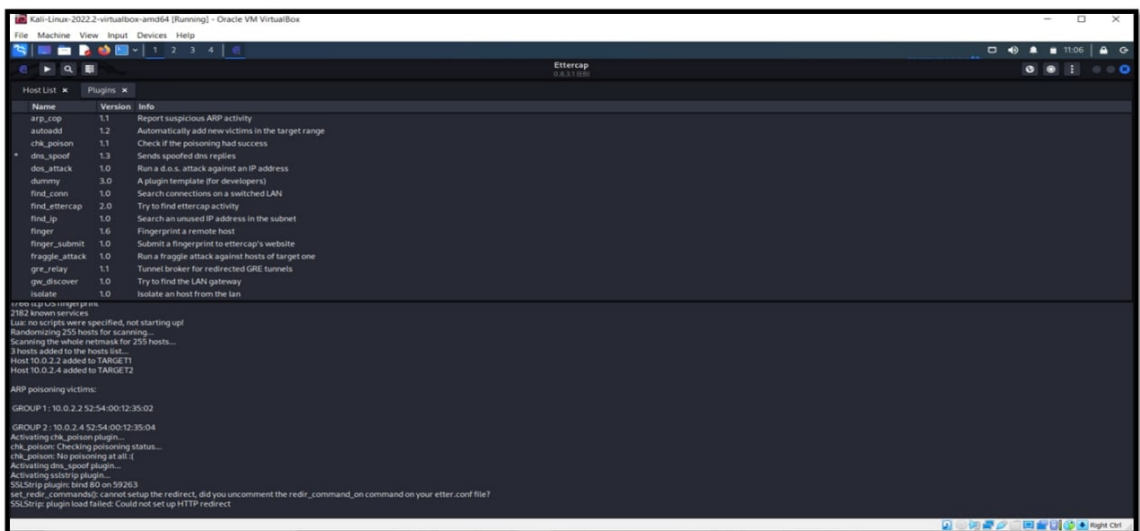 Kali-Linux-2022.2-virtualbox-amd64 [Running] - Oracle VM VirtualBox
File Machine View Input Devices Help
1 2 3 4 11:06
Ettercap
0.8.3.1 (EB)
Host List × Plugins ×
Name Version Info
arp_cop 1.1 Report suspicious ARP activity
autoadd 1.2 Automatically add new victims in the target range
chk_poison 1.1 Check if the poisoning had success
* dns_spoof 1.3 Sends spoofed dns replies
dos_attack 1.0 Run a d.o.s. attack against an IP address
dummy 3.0 A plugin template (for developers)
find_conn 1.0 Search connections on a switched LAN
find_ettercap 2.0 Try to find ettercap activity
find_ip 1.0 Search an unused IP address in the subnet
finger 1.6 Fingerprint a remote host
finger_submit 1.0 Submit a fingerprint to ettercap's website
fraggle_attack 1.0 Run a fraggle attack against hosts of target one
gre_relay 1.1 Tunnel broker for redirected GRE tunnels
gw_discover 1.0 Try to find the LAN gateway
isolate 1.0 Isolate an host from the lan
1766 tcp OS fingerprint
2182 known services
Lua: no scripts were specified, not starting up!
Randomizing 255 hosts for scanning...
Scanning the whole netmask for 255 hosts...
3 hosts added to the hosts list...
Host 10.0.2.2 added to TARGET1
Host 10.0.2.4 added to TARGET2
ARP poisoning victims:
GROUP 1 : 10.0.2.2 52:54:00:12:35:02
GROUP 2 : 10.0.2.4 52:54:00:12:35:04
Activating chk_poison plugin...
chk_poison: Checking poisoning status...
chk_poison: No poisoning at all :(
Activating dns_spoof plugin...
Activating sslstrip plugin...
SSLStrip plugin: bind 80 on 59263
set_redir_commands(): cannot setup the redirect, did you uncomment the redir_command_on command on your etter.conf file?
SSLStrip: plugin load failed: Could not set up HTTP redirect
Right Ctrl